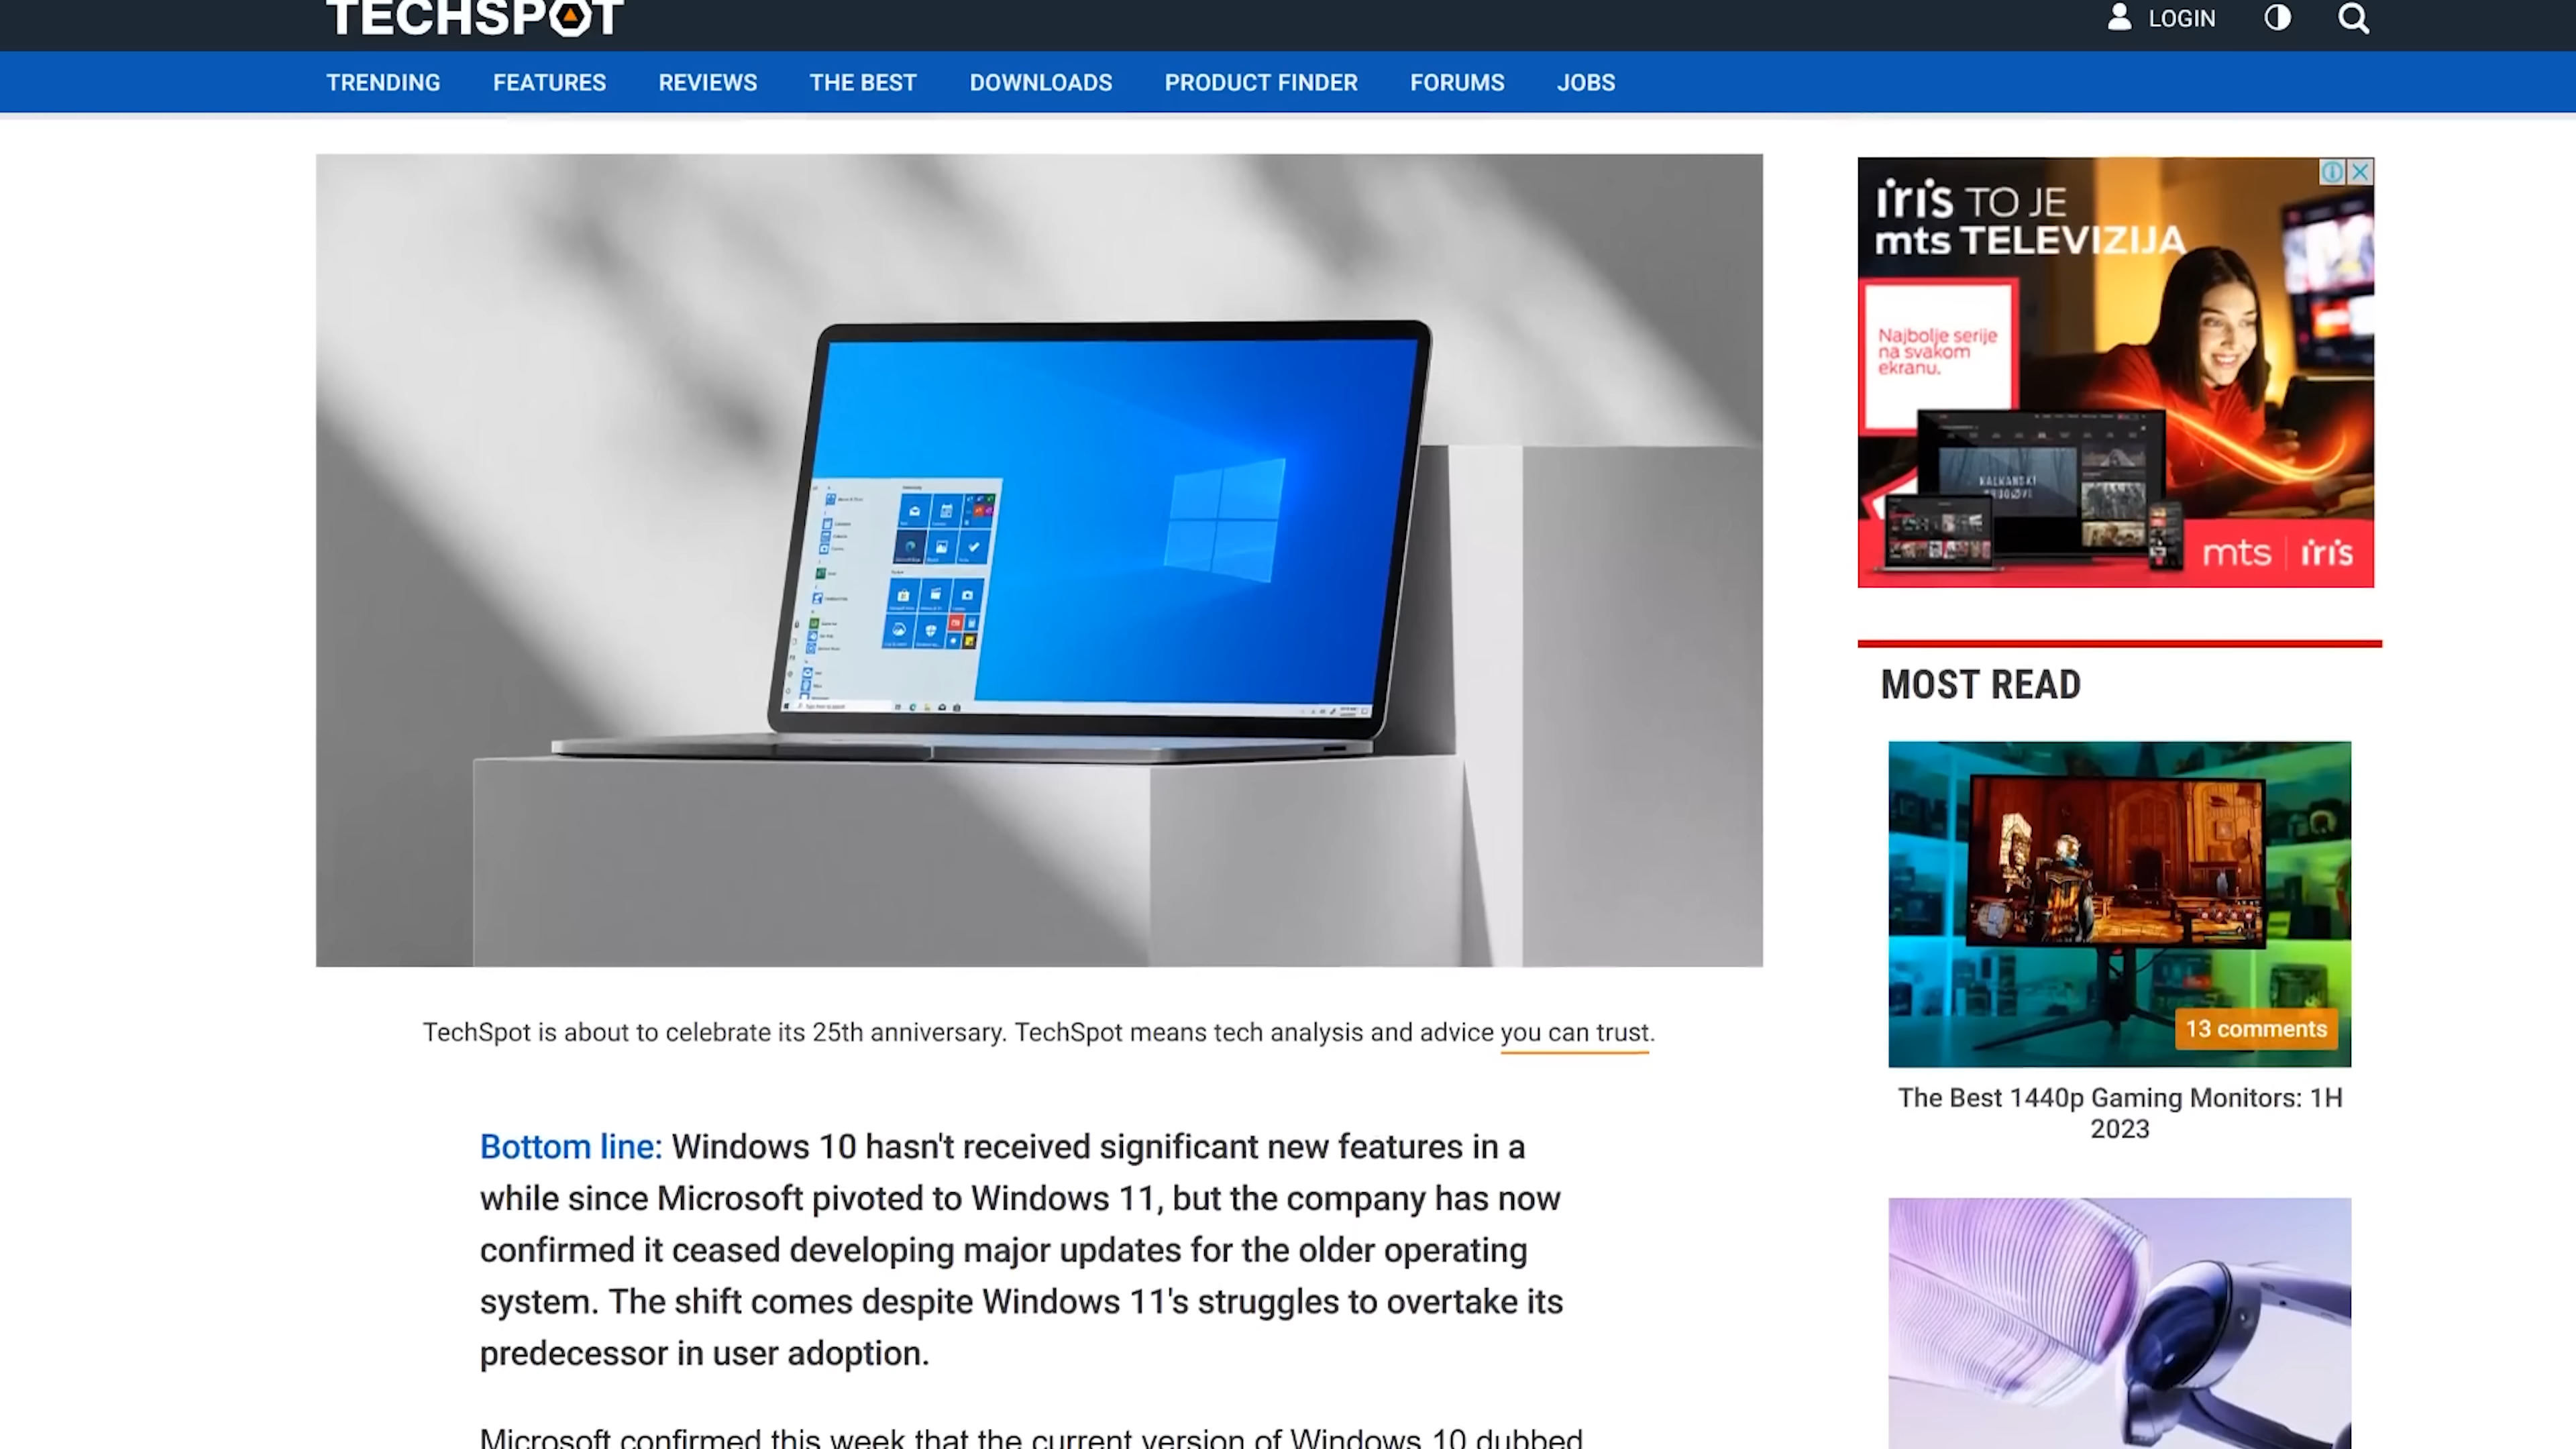 TECHSPOT
LOGIN
TRENDING
FEATURES
REVIEWS
THE BEST
DOWNLOADS
PRODUCT FINDER
FORUMS
JOBS
iris TO JE
mts TELEVIZIJA
Najbolje serije
na svakom
ekranu.
mts | iris
MOST READ
13 comments
The Best 1440p Gaming Monitors: 1H
2023
TechSpot is about to celebrate its 25th anniversary. TechSpot means tech analysis and advice you can trust.
Bottom line: Windows 10 hasn't received significant new features in a
while since Microsoft pivoted to Windows 11, but the company has now
confirmed it ceased developing major updates for the older operating
system. The shift comes despite Windows 11's struggles to overtake its
predecessor in user adoption.
Microsoft confirmed this week that the current version of Windows 10 dubbed